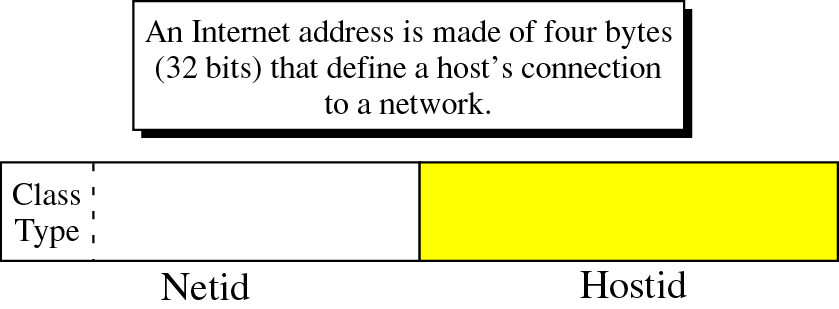 An Internet address is made of four bytes
(32 bits) that define a host's connection
to a network.
Class
Type
Netid
Hostid